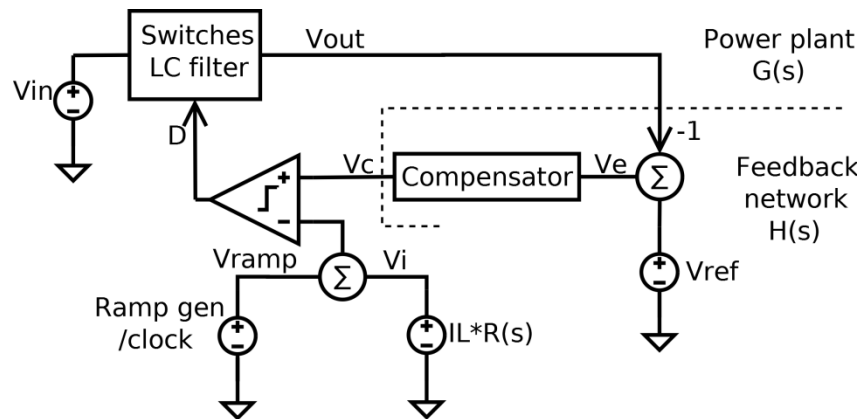 Switches
LC filter
Vout
Power plant
G(s)
Vin
D
-1
Vc
Compensator
Ve
Σ
Feedback
network
H(s)
Vramp
Vi
Σ
Vref
Ramp gen
/clock
IL*R(s)